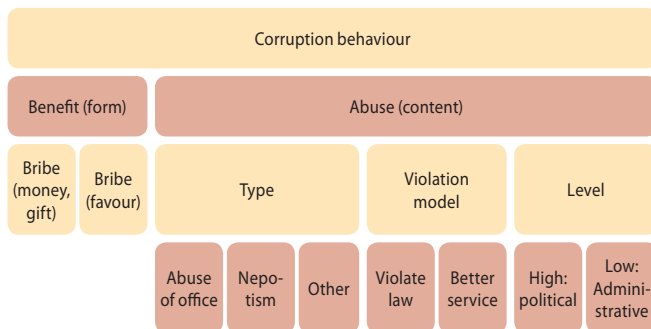 Corruption behaviour
Benefit (form)
Abuse (content)
Bribe
(money,
gift)
Bribe
(favour)
Type
Violation
model
Level
Abuse
of office
Nepo-
tism
Other
Violate
law
Better
service
High:
political
Low:
Admini-
strative